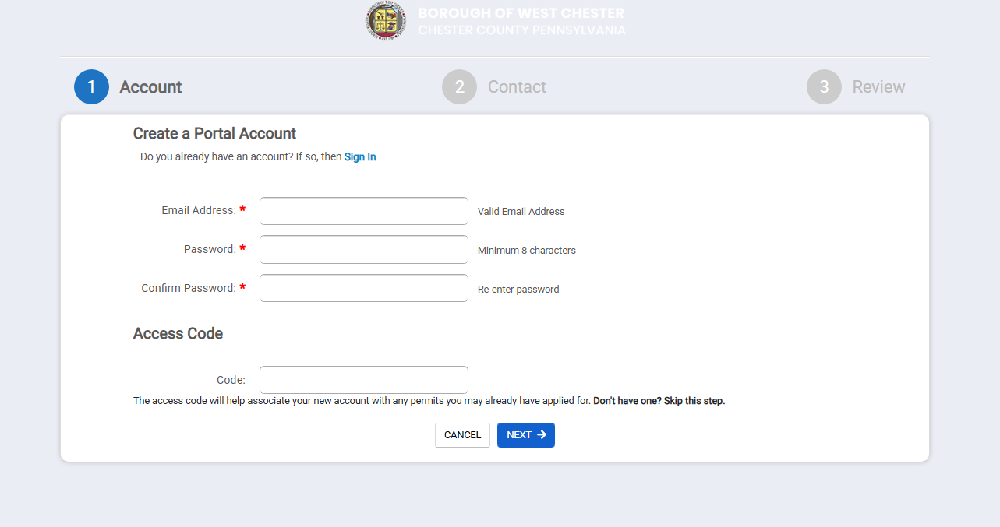 BOROUGH OF WEST CHESTER
CHESTER COUNTY PENNSYLVANIA
1 Account
2 Contact
3 Review
Create a Portal Account
Do you already have an account? If so, then Sign In
Email Address: * Valid Email Address
Password: * Minimum 8 characters
Confirm Password: * Re-enter password
Access Code
Code:
The access code will help associate your new account with any permits you may already have applied for. Don't have one? Skip this step.
CANCEL NEXT →